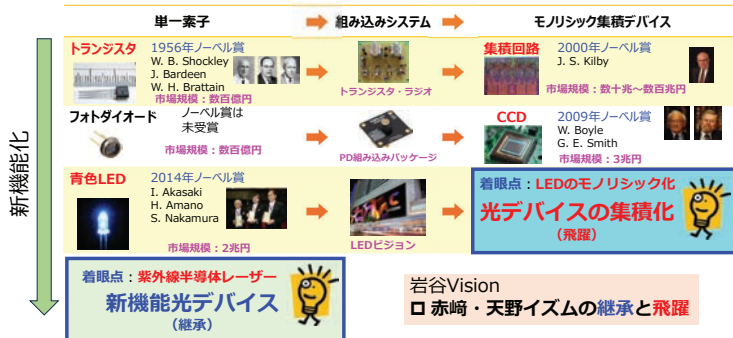 単一素子
組み込みシステム
モノリシック集積デバイス
新機能化
トランジスタ
1956年ノーベル賞
W. B. Shockley
J. Bardeen
W. H. Brattain
市場規模：数百億円
トランジスタ・ラジオ
集積回路
2000年ノーベル賞
J. S. Kilby
市場規模：数十兆～数百兆円
フォトダイオード
ノーベル賞は
未受賞
市場規模：数百億円
PD組み込みパッケージ
CCD
2009年ノーベル賞
W. Boyle
G. E. Smith
市場規模：3兆円
青色LED
2014年ノーベル賞
I. Akasaki
H. Amano
S. Nakamura
市場規模：2兆円
LEDビジョン
着眼点：LEDのモノリシック化
光デバイスの集積化
（飛躍）
着眼点：紫外線半導体レーザー
新機能光デバイス
（継承）
岩谷Vision
ロ 赤﨑・天野イズムの継承と飛躍